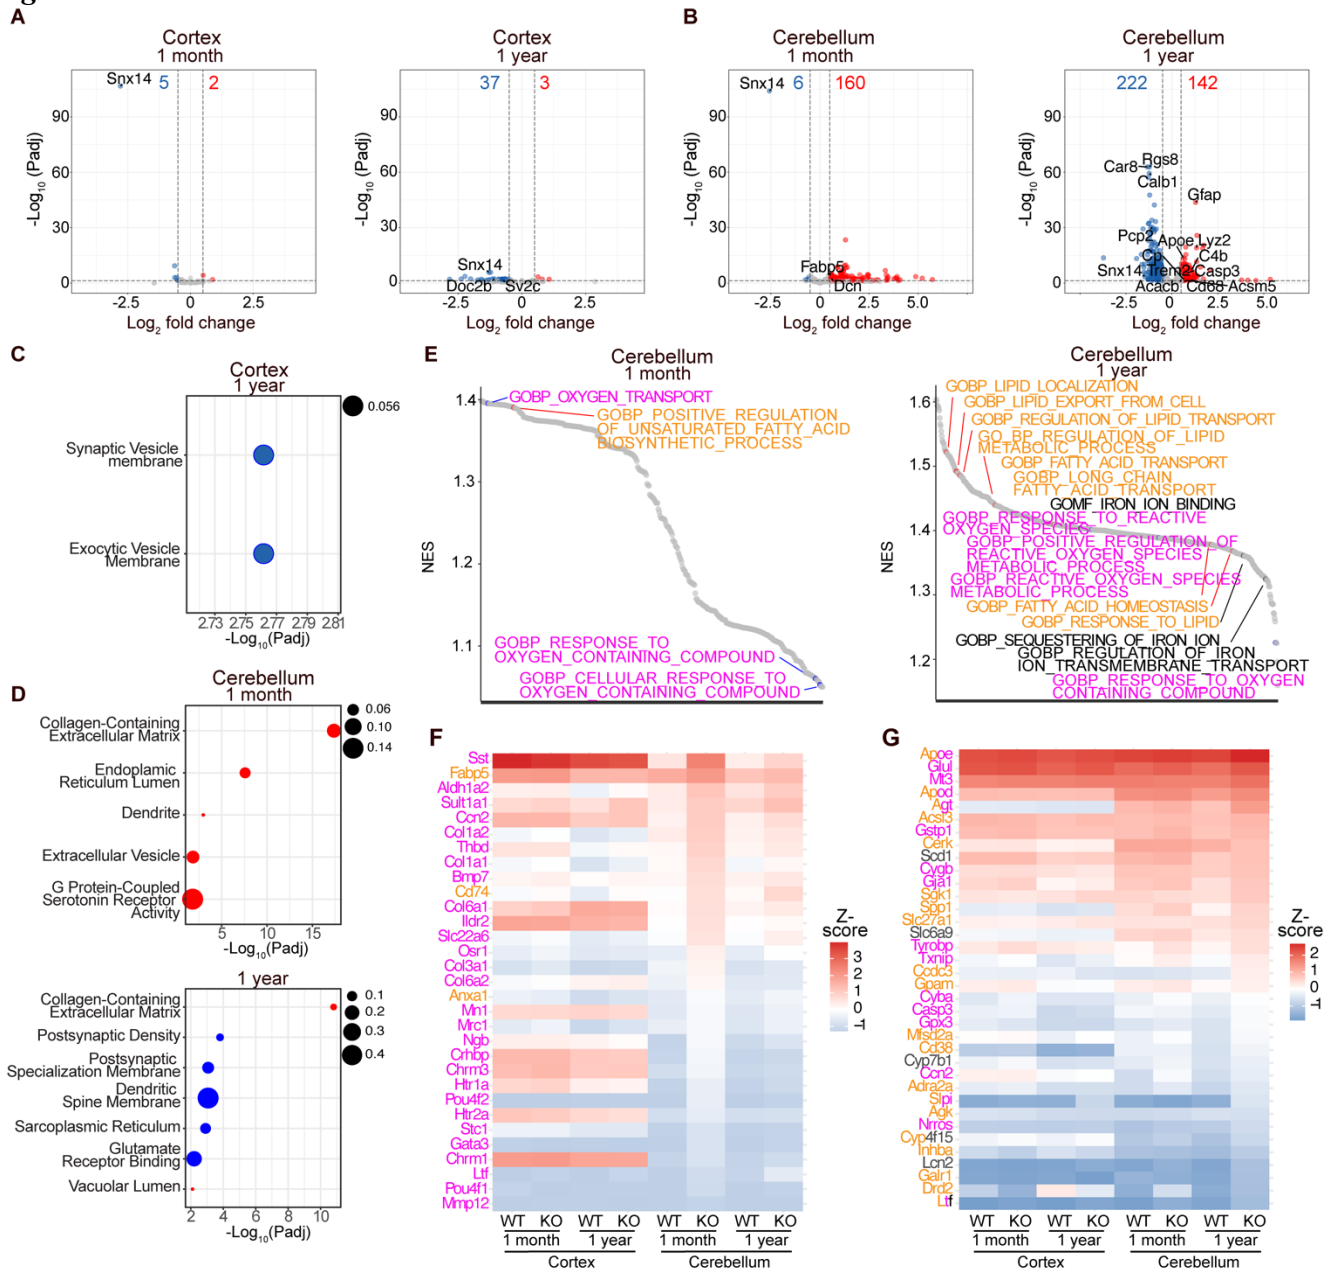 A
Cortex
1 month
Snx14
5
2
90
60
30
0
-Log10 (Padj)
-2.5
0
2.5
Log2 fold change
Cortex
1 year
37
3
90
60
30
0
-Log10 (Padj)
Snx14
Doc2b
Sv2c
-2.5
0
2.5
Log2 fold change
B
Cerebellum
1 month
Snx14
6
160
90
60
30
0
-Log10 (Padj)
Fabp5
Dcn
-2.5
0
2.5
5.0
Log2 fold change
Cerebellum
1 year
222
142
90
60
30
0
-Log10 (Padj)
Rgs8
Car8
Calb1
Gfap
Pcp2
Apoe
Lyz2
Cp
C4b
Snx14
Trem2
Casp3
Acacb
Cd68
Acsm5
-2.5
0
2.5
5.0
Log2 fold change
C
Cortex
1 year
0.056
Synaptic Vesicle
membrane
Exocytic Vesicle
Membrane
2.73
2.75
2.77
2.79
2.81
-Log10(Padj)
D
Cerebellum
1 month
0.06
0.10
0.14
Collagen-Containing
Extracellular Matrix
Endoplamic
Reticulum Lumen
Dendrite
Extracellular Vesicle
G Protein-Coupled
Serotonin Receptor
Activity
5
10
15
-Log10(Padj)
1 year
0.1
0.2
0.3
0.4
Collagen-Containing
Extracellular Matrix
Postsynaptic Density
Postsynaptic
Specialization Membrane
Dendritic
Spine Membrane
Sarcoplasmic Reticulum
Glutamate
Receptor Binding
Vacuolar Lumen
2
4
6
8
10
-Log10(Padj)
E
Cerebellum
1 month
1.4
1.3
1.2
1.1
NES
GOBP_OXYGEN_TRANSPORT
GOBP_POSITIVE_REGULATION
OF_UNSATURATED_FATTY_ACID
BIOSYNTHETIC_PROCESS
GOBP_RESPONSE_TO
OXYGEN_CONTAINING_COMPOUND
GOBP_CELLULAR_RESPONSE_TO
OXYGEN_CONTAINING_COMPOUND
Cerebellum
1 year
1.6
1.5
1.4
1.3
1.2
NES
GOBP_LIPID_LOCALIZATION
GOBP_LIPID_EXPORT_FROM_CELL
GOBP_REGULATION_OF_LIPID_TRANSPORT
GO_BP_REGULATION_OF_LIPID
METABOLIC_PROCESS
GOBP_FATTY_ACID_TRANSPORT
GOBP_LONG_CHAIN
FATTY_ACID_TRANSPORT
GOMF_IRON_ION_BINDING
GOBP_RESPONSE_TO_REACTIVE
OXYGEN_SPECIES
GOBP_POSITIVE_REGULATION_OF
REACTIVE_OXYGEN_SPECIES
METABOLIC_PROCESS
GOBP_REACTIVE_OXYGEN_SPECIES
METABOLIC_PROCESS
GOBP_FATTY_ACID_HOMEOSTASIS
GOBP_RESPONSE_TO_LIPID
GOBP_SEQUESTERING_OF_IRON_ION
GOBP_REGULATION_OF_IRON
ION_TRANSMEMBRANE_TRANSPORT
GOBP_RESPONSE_TO_OXYGEN
CONTAINING_COMPOUND
F
Sst
Fabp5
Aldh1a2
Sult1a1
Ccn2
Col1a2
Thbd
Col1a1
Bmp7
Cd74
Col6a1
Ildr2
Slc22a6
Osr1
Col3a1
Col6a2
Anxa1
Mn1
Mrc1
Ngb
Crhbp
Chrm3
Htr1a
Pou4f2
Htr2a
Stc1
Gata3
Chrm1
Ltf
Pou4f1
Mmp12
WT KO WT KO WT KO WT KO
1 month 1 year 1 month 1 year
Cortex Cerebellum
Z-
score
3
2
1
0
-1
G
Apoe
Glul
Mt3
Apod
Agt
Acsl3
Gstp1
Cerk
Scd1
Cygb
Gja1
Sgk1
Spp1
Slc27a1
Slc6a9
Tyrobp
Txnip
Ccdc3
Gpam
Cyba
Casp3
Gpx3
Mfsd2a
Cd38
Cyp7b1
Ccn2
Adra2a
Slpi
Agk
Nrros
Cyp4f15
Inhba
Lcn2
Galr1
Drd2
Ltf
WT KO WT KO WT KO WT KO
1 month 1 year 1 month 1 year
Cortex Cerebellum
Z-
score
2
1
0
-1